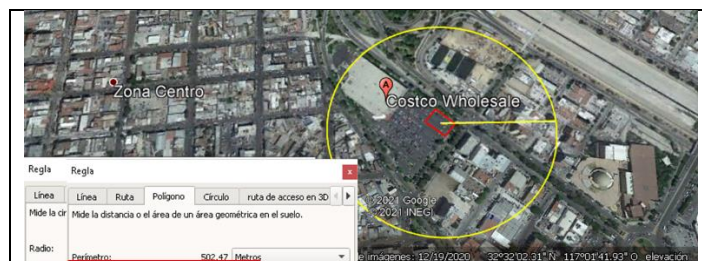 Zona Centro
A
Costco Wholesale
Regla
Regla
x
Línea
Línea Ruta Polígono Círculo ruta de acceso en 3D
Mide la cir
Mide la distancia o el área de un área geométrica en el suelo.
© 2021 Google
© 2021 INEGI
Radio:
Perímetro: 502.47 Metros
e imágenes: 12/19/2020 32°32'02.31" N 117°01'41.93" O elevación